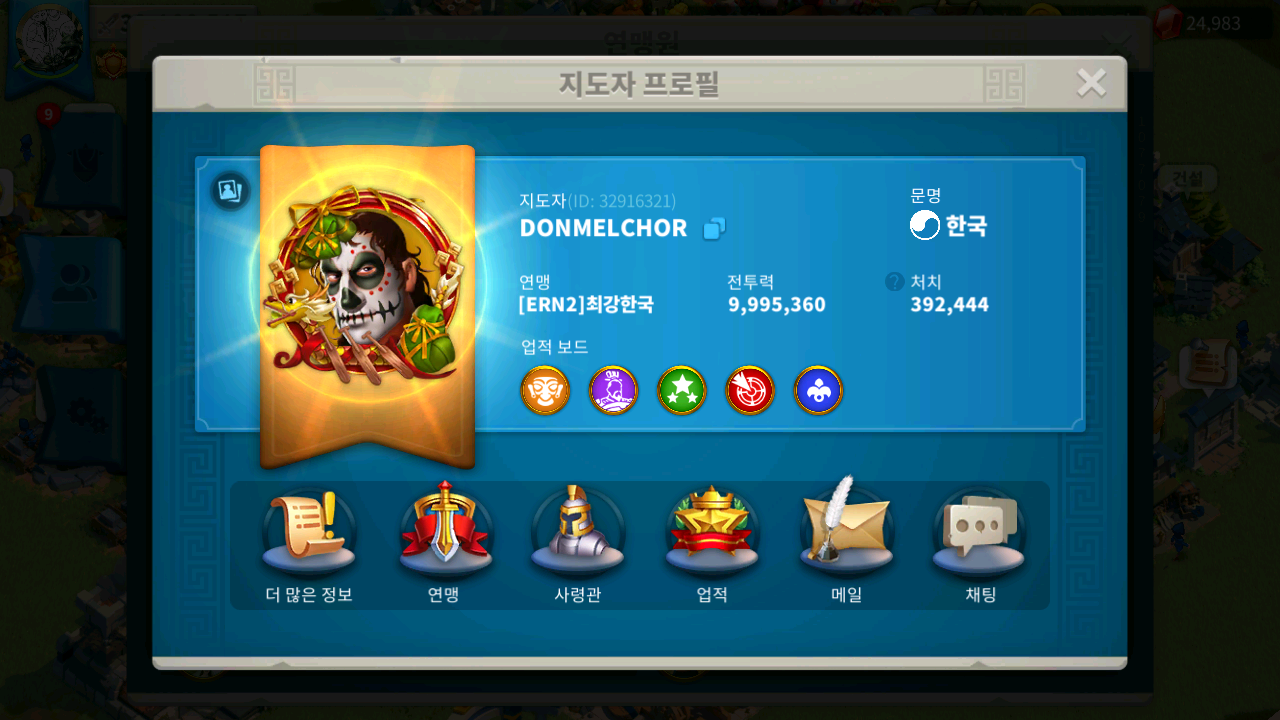 연맹원
24,983
지도자 프로필
9
건설
지도자(ID: 32916321)
DONMELCHOR
문명
한국
연맹
[ERN2]최강한국
전투력
9,995,360
?
처치
392,444
업적 보드
더 많은 정보
연맹
사령관
업적
메일
채팅